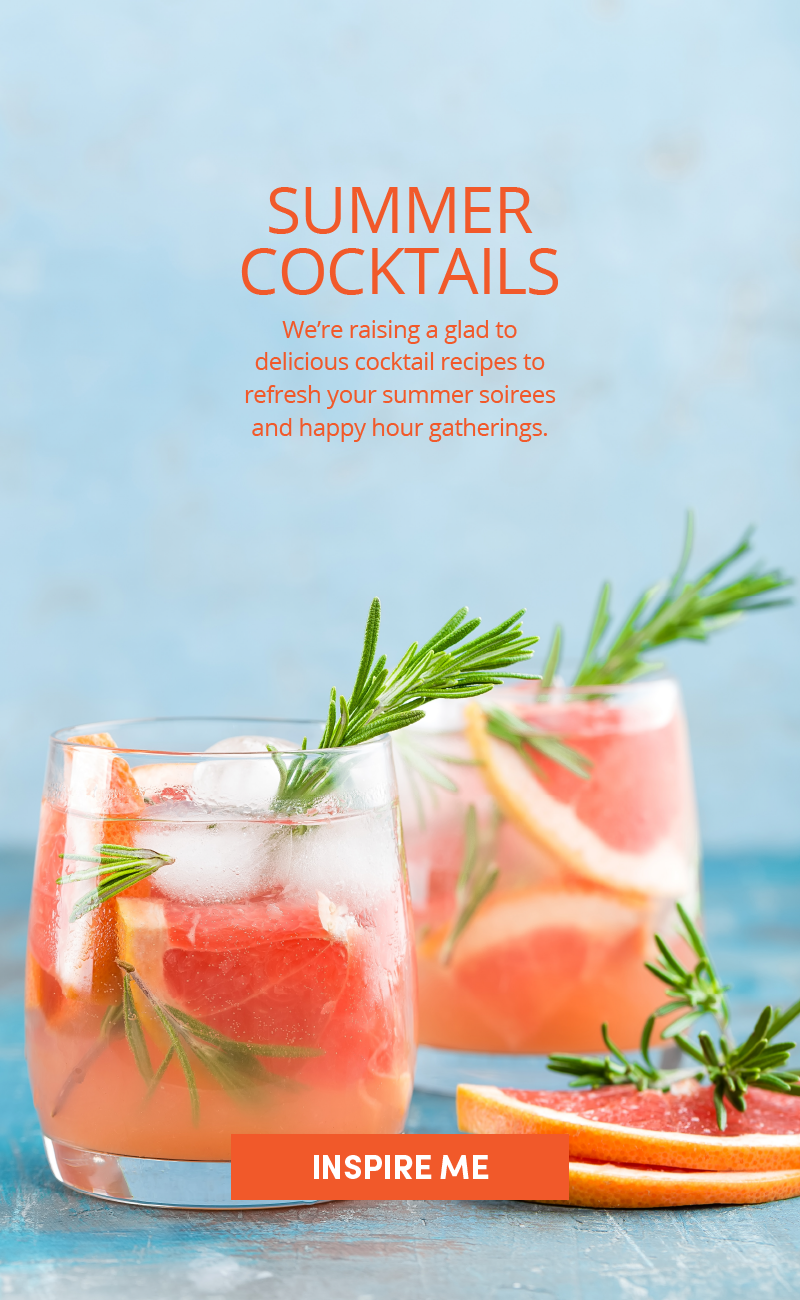 SUMMER
COCKTAILS
We’re raising a glad to
delicious cocktail recipes to
refresh your summer soirees
and happy hour gatherings.
INSPIRE ME